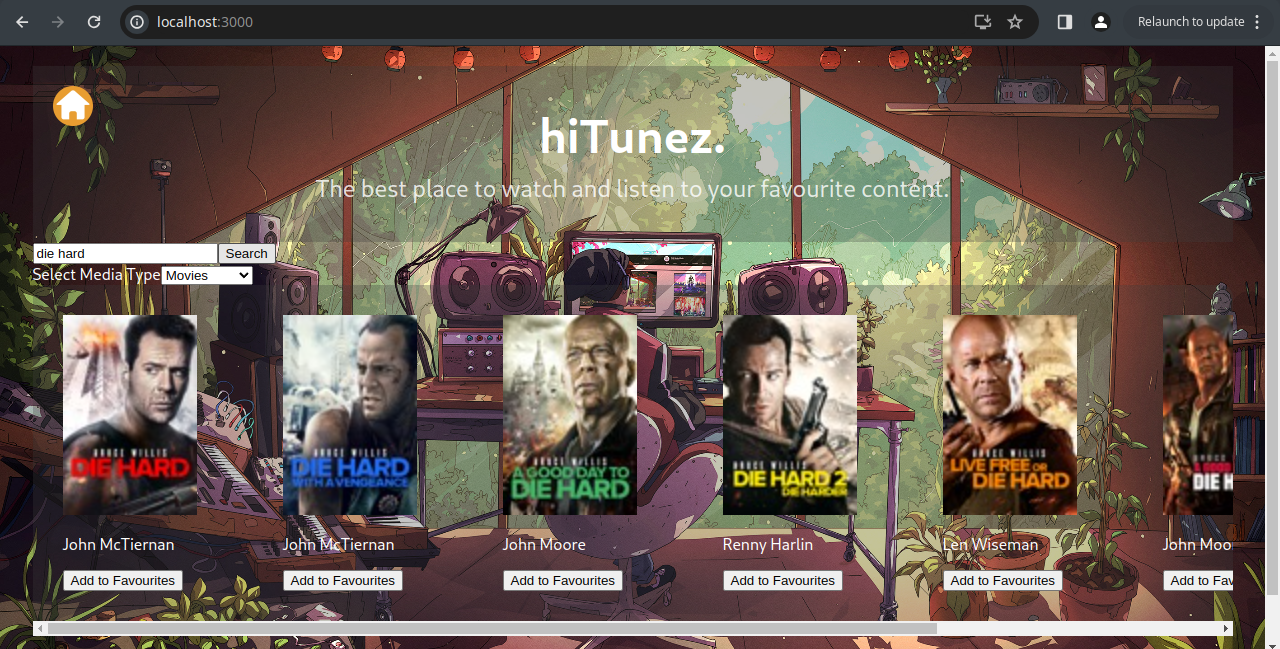 localhost:3000
Relaunch to update
hiTunez.
The best place to watch and listen to your favourite content.
die hard
Search
Select Media Type
Movies
BRUCE WILLIS
DIE HARD
BRUCE WILLIS
DIE HARD
WITH A VENGEANCE
BRUCE WILLIS
A GOOD DAY TO
DIE HARD
BRUCE WILLIS
DIE HARD 2
DIE HARDER
BRUCE WILLIS
LIVE FREE OR
DIE HARD
BRUCE
A GOOD
DIE H
John McTiernan
John McTiernan
John Moore
Renny Harlin
Len Wiseman
John Moo
Add to Favourites
Add to Favourites
Add to Favourites
Add to Favourites
Add to Favourites
Add to Fav